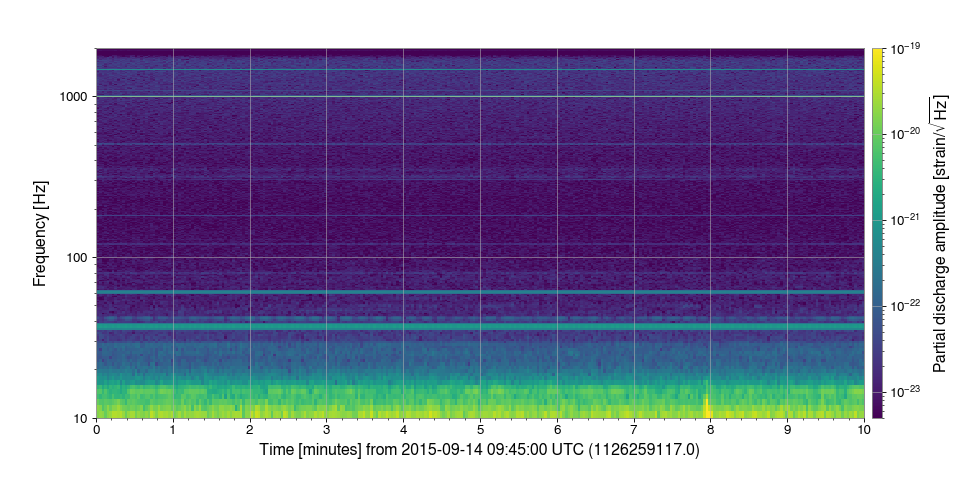 1000
100
10
Frequency [Hz]
0 1 2 3 4 5 6 7 8 9 10
Time [minutes] from 2015-09-14 09:45:00 UTC (1126259117.0)
10⁻¹⁹
10⁻²⁰
10⁻²¹
10⁻²²
10⁻²³
Partial discharge amplitude [strain/√Hz]